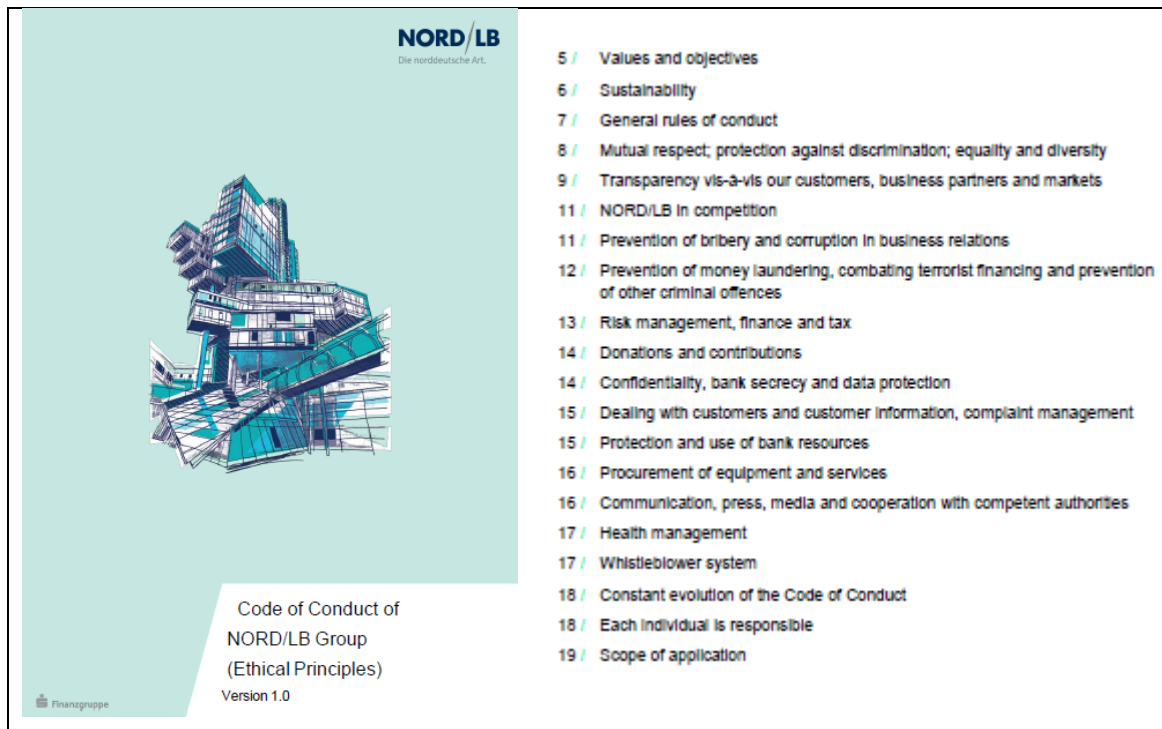 NORD/LB
Die norddeutsche Art.
Code of Conduct of
NORD/LB Group
(Ethical Principles)
Version 1.0
Finanzgruppe
5 / Values and objectives
6 / Sustainability
7 / General rules of conduct
8 / Mutual respect; protection against discrimination; equality and diversity
9 / Transparency vis-à-vis our customers, business partners and markets
11 / NORD/LB in competition
11 / Prevention of bribery and corruption in business relations
12 / Prevention of money laundering, combating terrorist financing and prevention
of other criminal offences
13 / Risk management, finance and tax
14 / Donations and contributions
14 / Confidentiality, bank secrecy and data protection
15 / Dealing with customers and customer information, complaint management
15 / Protection and use of bank resources
16 / Procurement of equipment and services
16 / Communication, press, media and cooperation with competent authorities
17 / Health management
17 / Whistleblower system
18 / Constant evolution of the Code of Conduct
18 / Each individual is responsible
19 / Scope of application